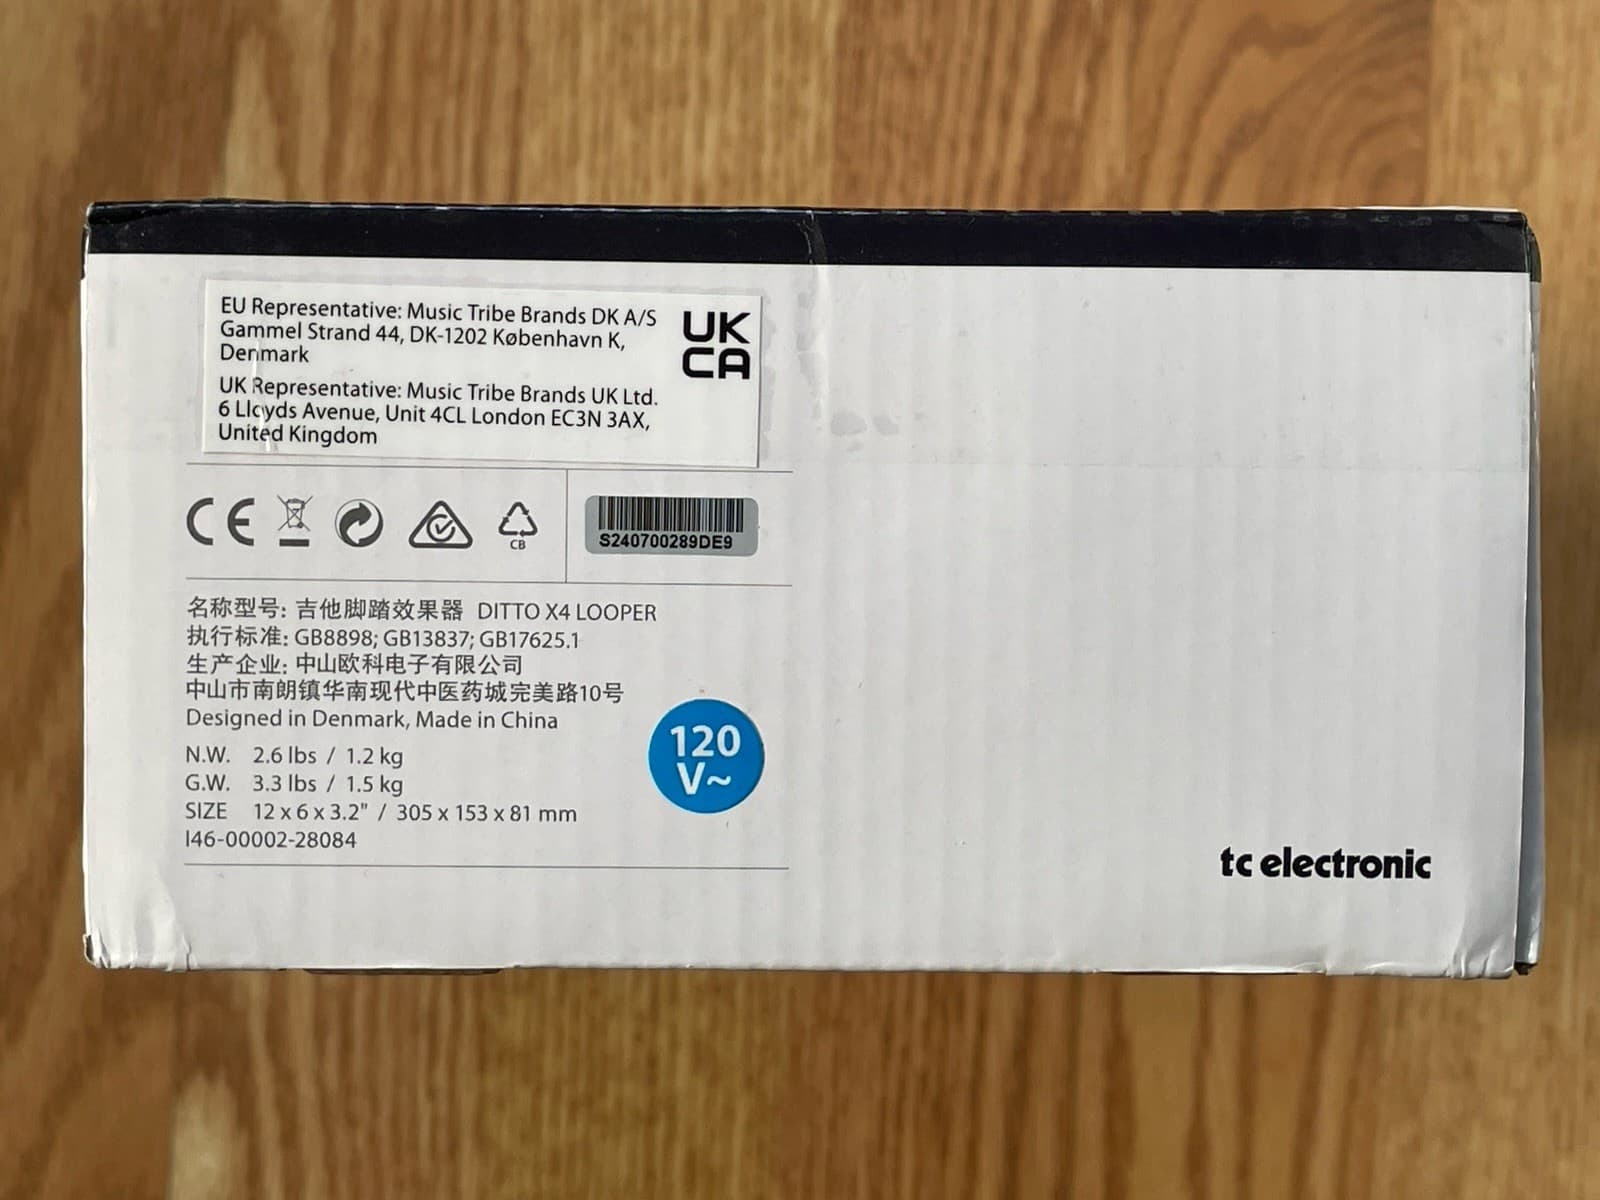 EU Representative: Music Tribe Brands DK A/S
Gammel Strand 44, DK-1202 København K,
Denmark
UK Representative: Music Tribe Brands UK Ltd.
6 Lloyds Avenue, Unit 4CL London EC3N 3AX,
United Kingdom
UK
CA
CE
CB
S240700289DE9
名称型号: 吉他脚踏效果器 DITTO X4 LOOPER
执行标准: GB8898; GB13837; GB17625.1
生产企业: 中山欧科电子有限公司
中山市南朗镇华南现代中医药城完美路10号
Designed in Denmark, Made in China
N.W. 2.6 lbs / 1.2 kg
G.W. 3.3 lbs / 1.5 kg
SIZE 12 x 6 x 3.2" / 305 x 153 x 81 mm
I46-00002-28084
120
V~
tc electronic